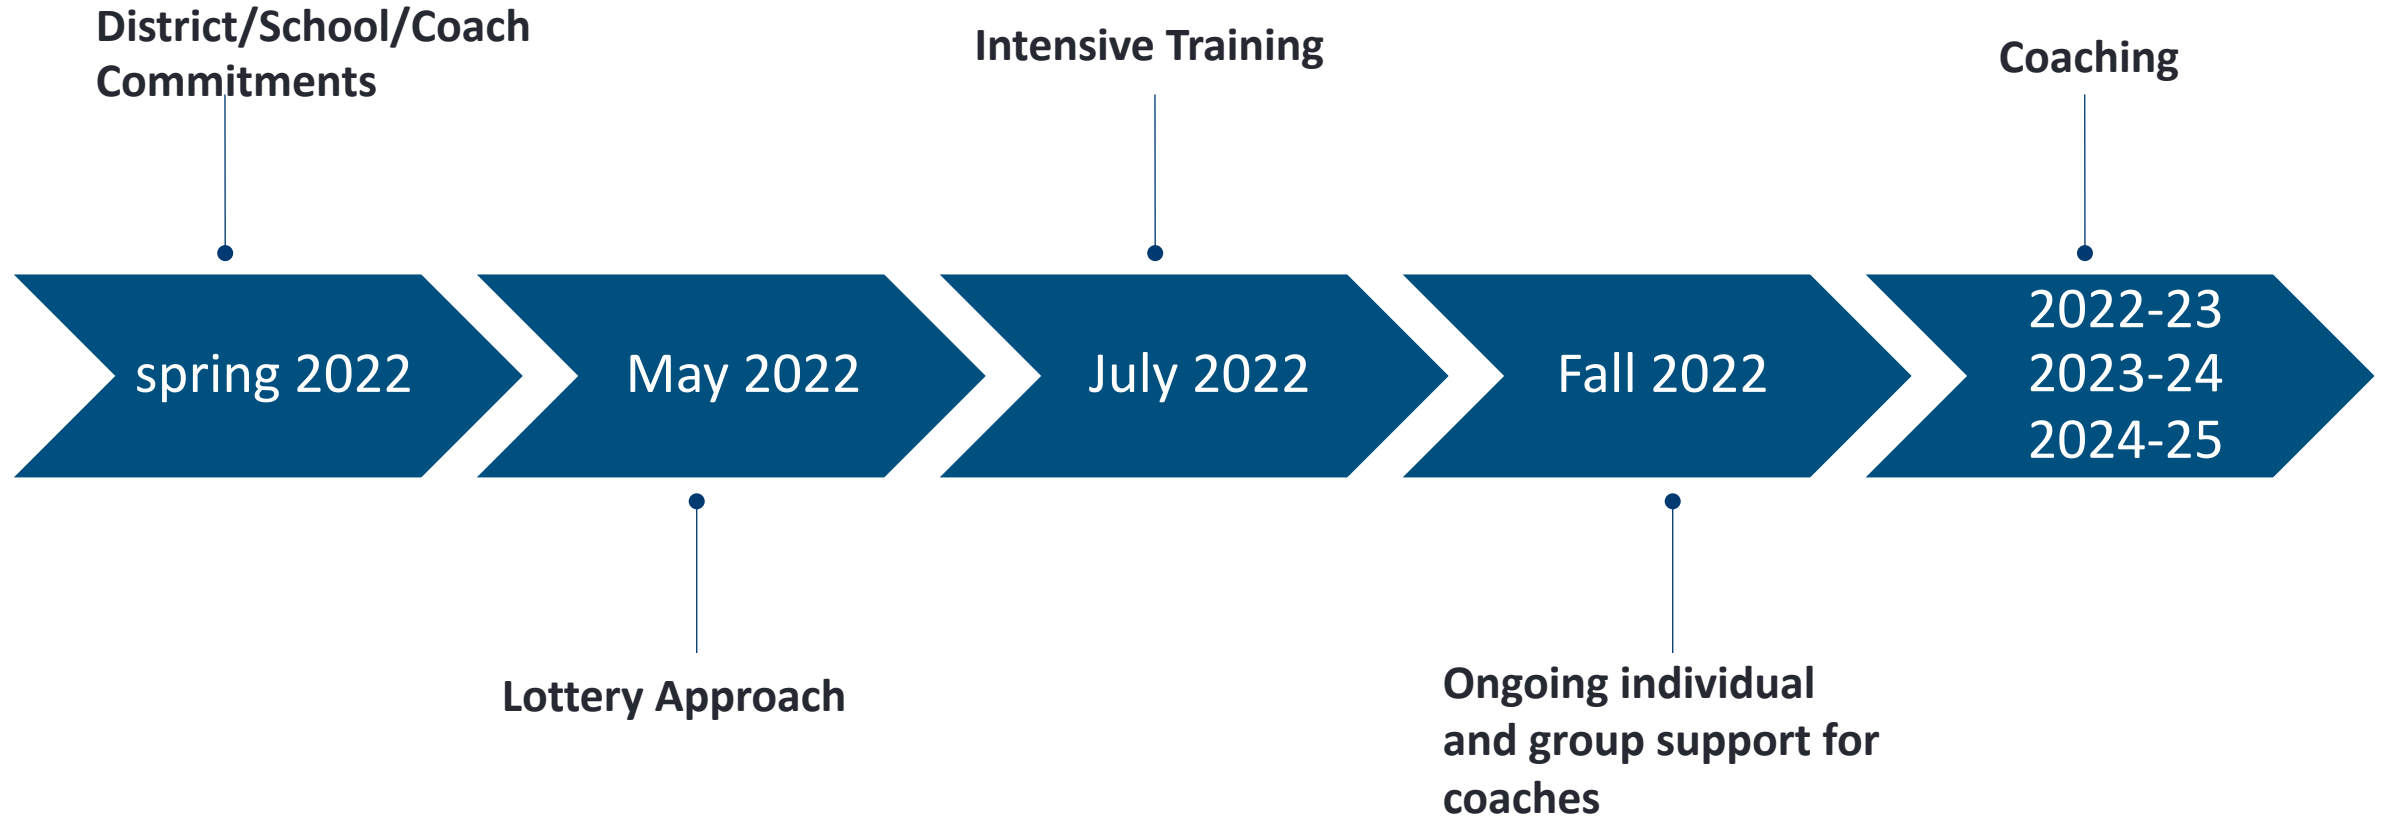 District/School/Coach
Commitments
Intensive Training
Coaching
spring 2022
May 2022
July 2022
Fall 2022
2022-23
2023-24
2024-25
Lottery Approach
Ongoing individual
and group support for
coaches